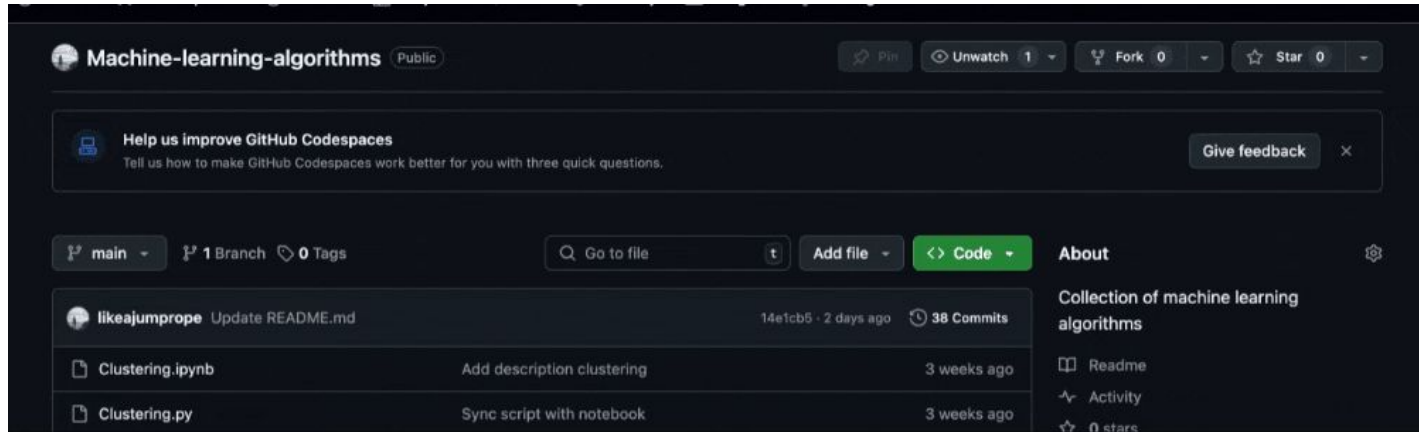 Machine-learning-algorithms Public
Pin Unwatch 1 Fork 0 Star 0
Help us improve GitHub Codespaces
Tell us how to make GitHub Codespaces work better for you with three quick questions.
Give feedback
main 1 Branch 0 Tags Go to file t Add file <> Code
likeajumprope Update README.md 14e1cb5 · 2 days ago 38 Commits
Clustering.ipynb Add description clustering 3 weeks ago
Clustering.py Sync script with notebook 3 weeks ago
About
Collection of machine learning
algorithms
Readme
Activity
0 stars